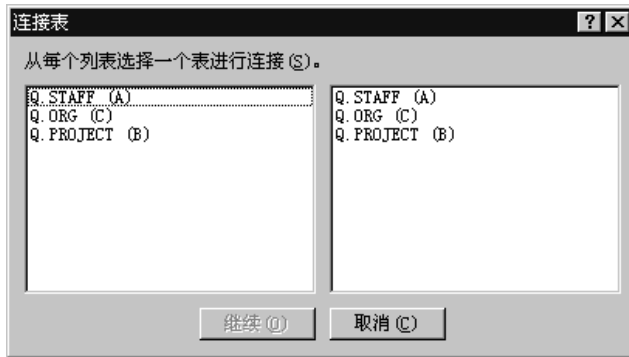 连接表
从每个列表选择一个表进行连接(S)。
Q.STAFF (A)
Q.ORG (C)
Q.PROJECT (B)
Q.STAFF (A)
Q.ORG (C)
Q.PROJECT (B)
继续(O)
取消(C)